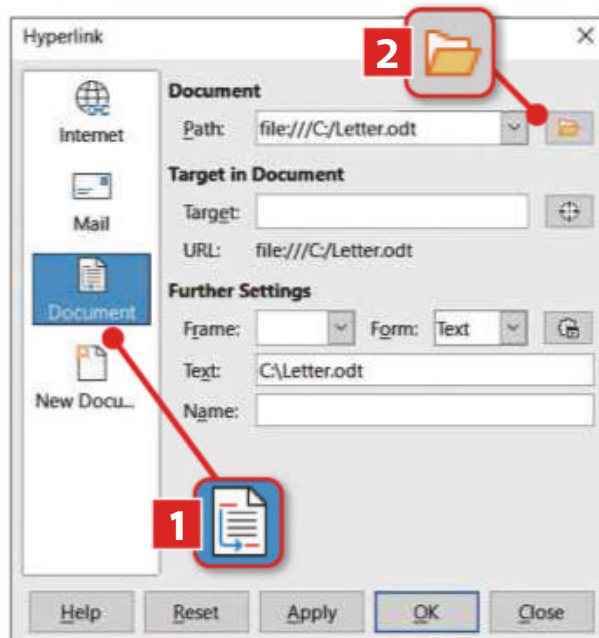 Hyperlink
2
Internet
Mail
Document
New Docu...
Document
Path: file:///C:/Letter.odt
Target in Document
Target:
URL: file:///C:/Letter.odt
Further Settings
Frame: Form: Text
Text: C:\Letter.odt
Name:
1
Help Reset Apply OK Close